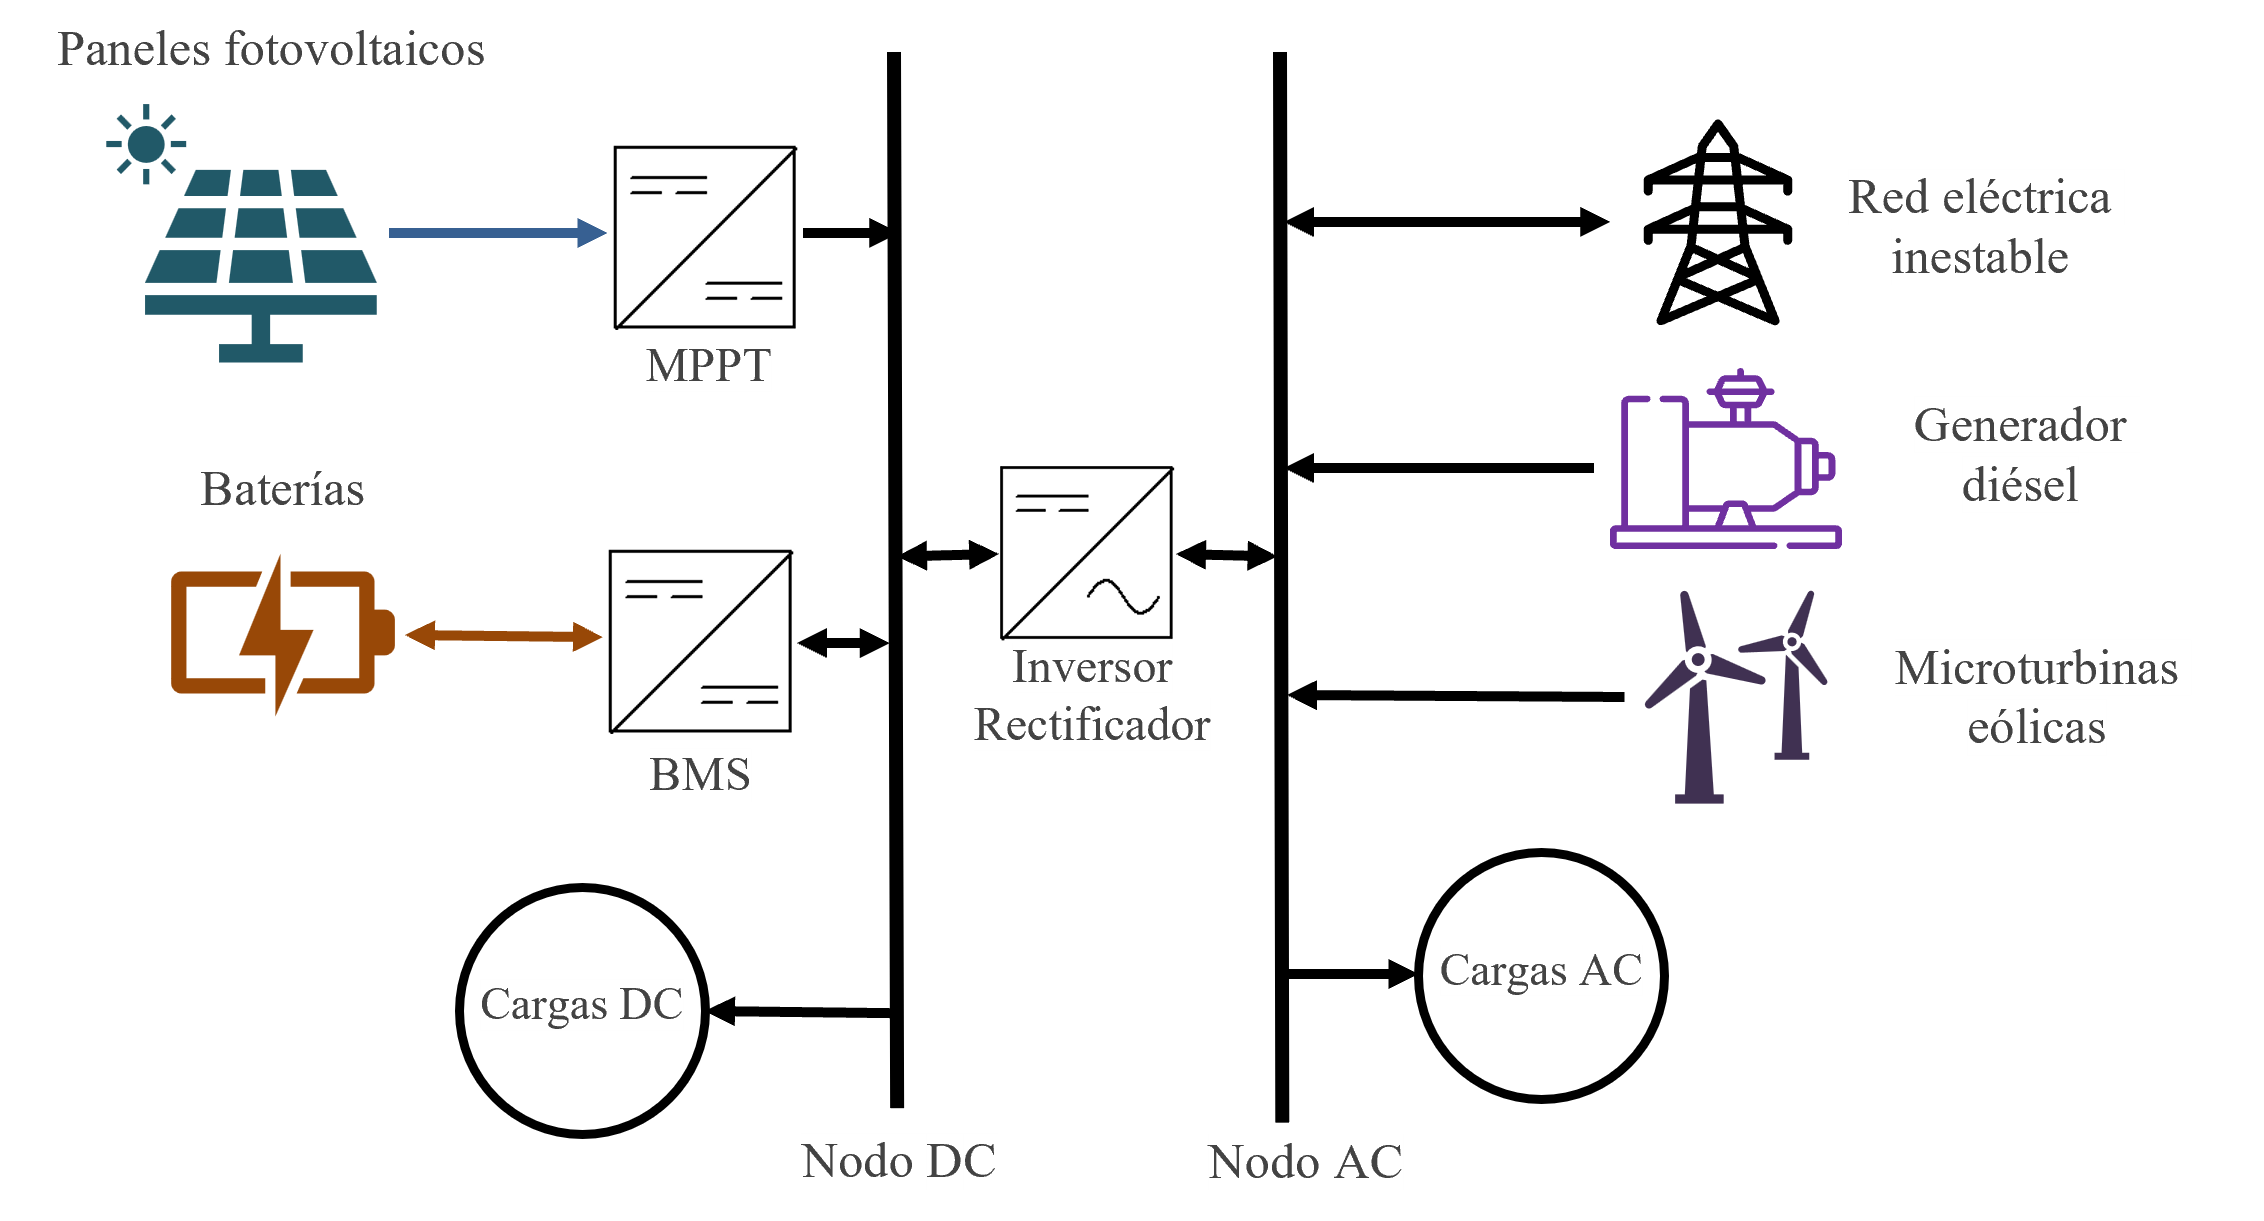 Paneles fotovoltaicos
MPPT
Baterías
BMS
Cargas DC
Nodo DC
Inversor
Rectificador
Nodo AC
Red eléctrica
inestable
Generador
diésel
Microturbinas
eólicas
Cargas AC